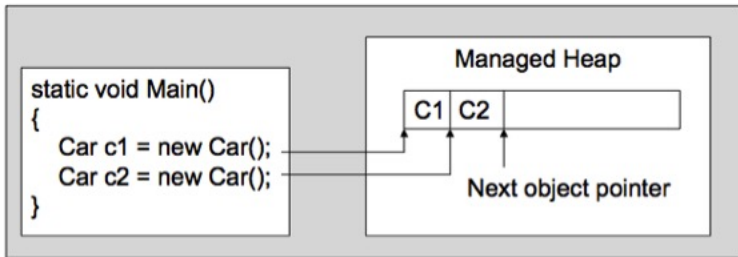 static void Main()
{
Car c1 = new Car();
Car c2 = new Car();
}
Managed Heap
C1 C2
Next object pointer